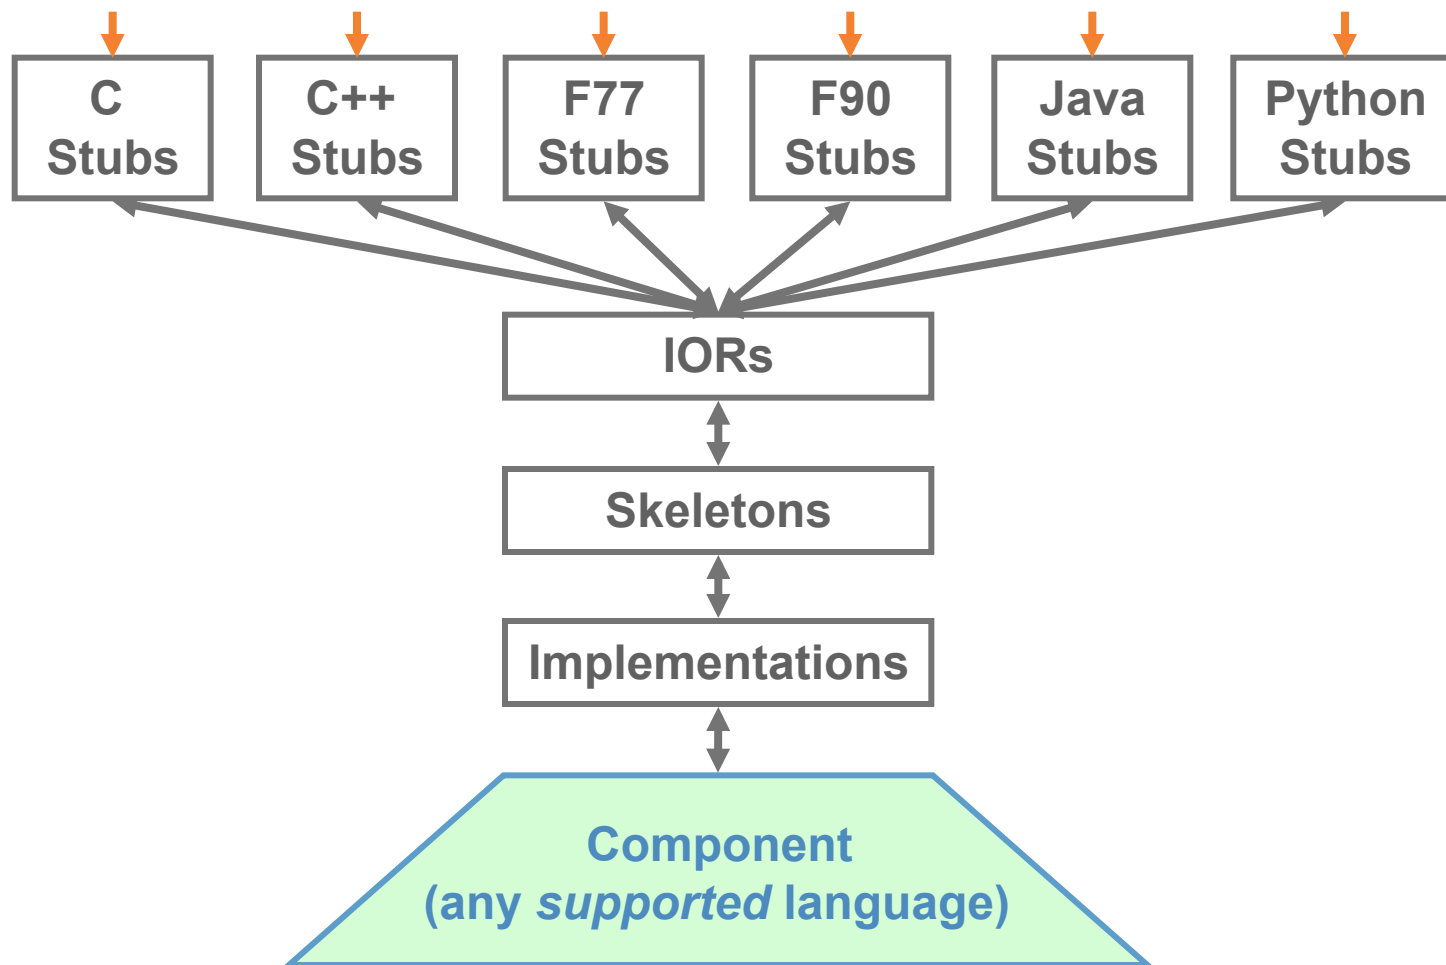 C
Stubs
C++
Stubs
F77
Stubs
F90
Stubs
Java
Stubs
Python
Stubs
IORs
Skeletons
Implementations
Component
(any supported language)